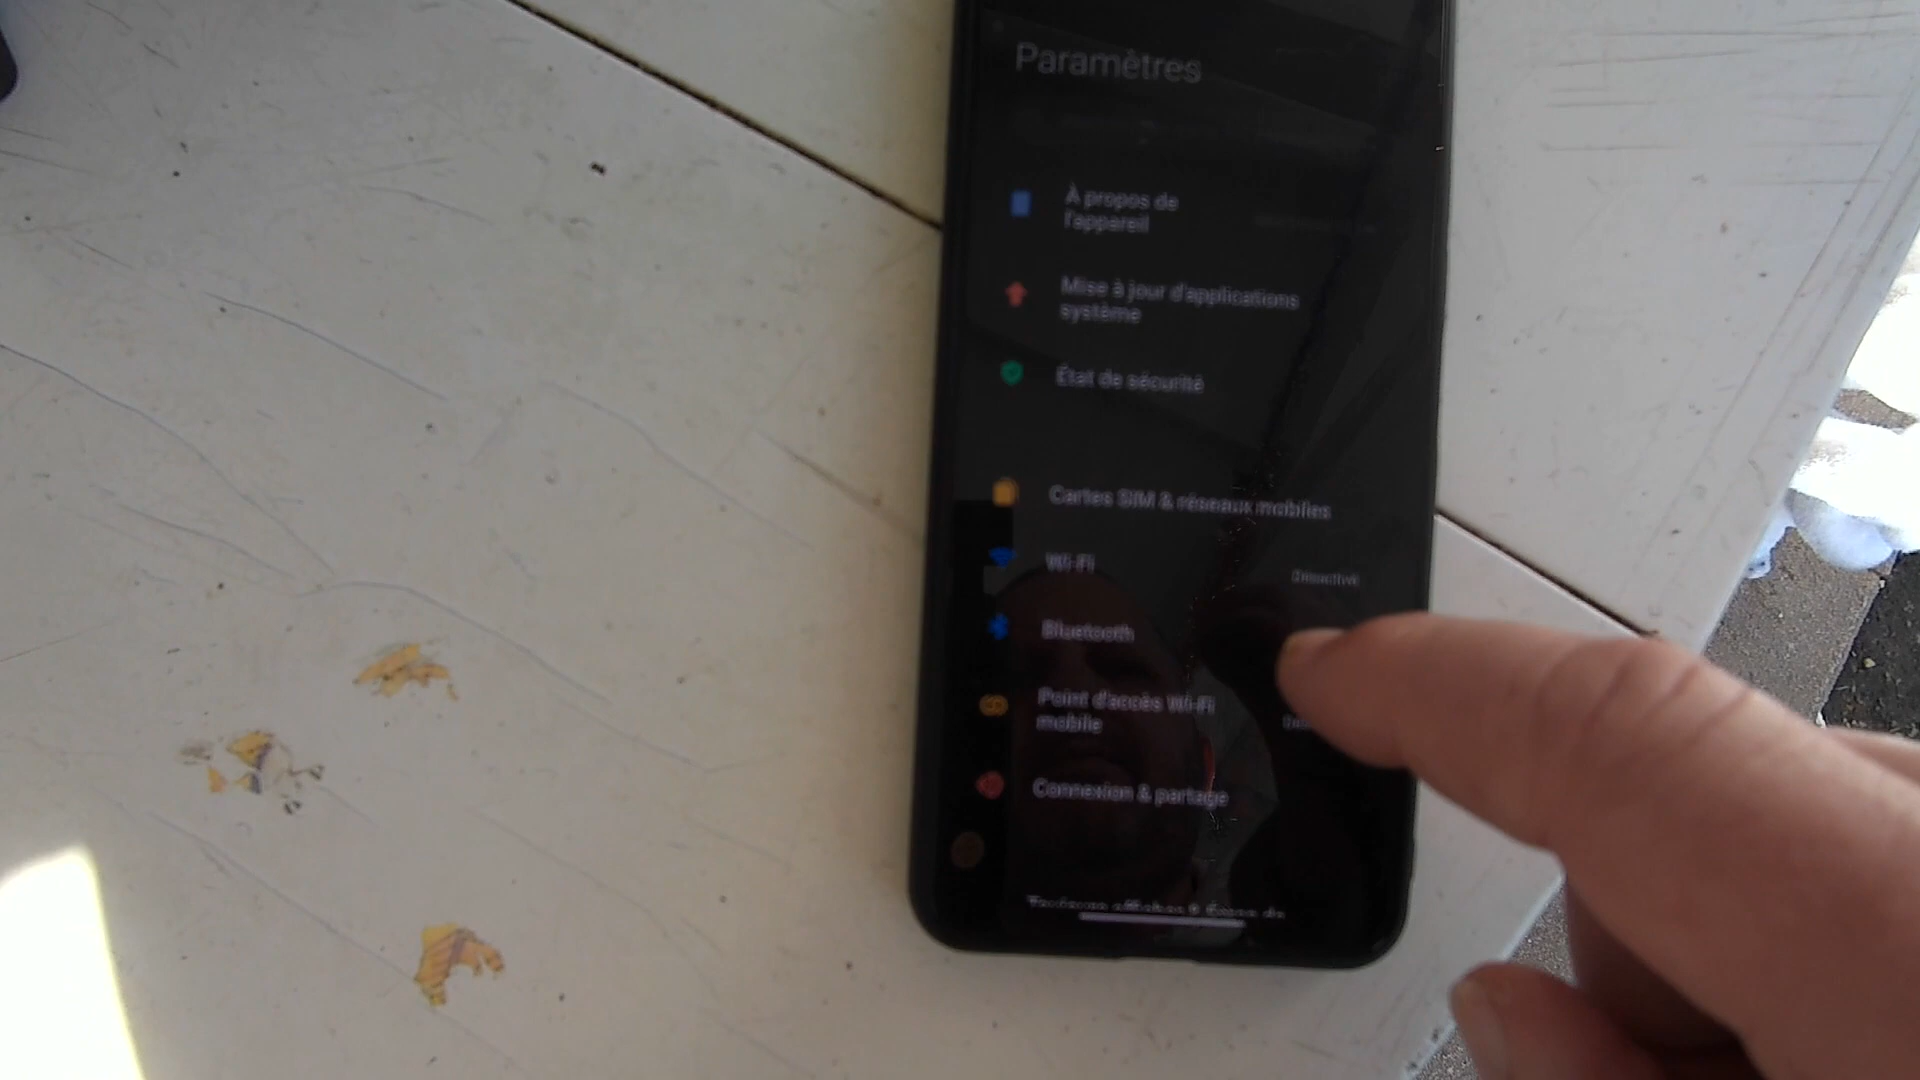 Paramètres
À propos de
l'appareil
Mise à jour d'applications
système
État de sécurité
Cartes SIM & réseaux mobiles
Wi-Fi
Désactivé
Bluetooth
Point d'accès Wi-Fi
mobile
Connexion & partage